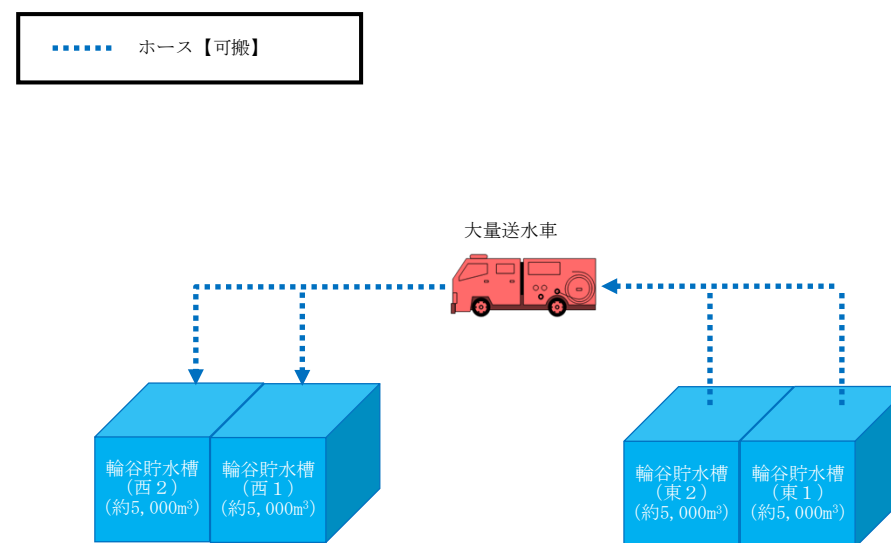 ホース【可搬】
大量送水車
輪谷貯水槽
（西２）
(約5,000m³)
輪谷貯水槽
（西１）
(約5,000m³)
輪谷貯水槽
（東２）
(約5,000m³)
輪谷貯水槽
（東１）
(約5,000m³)